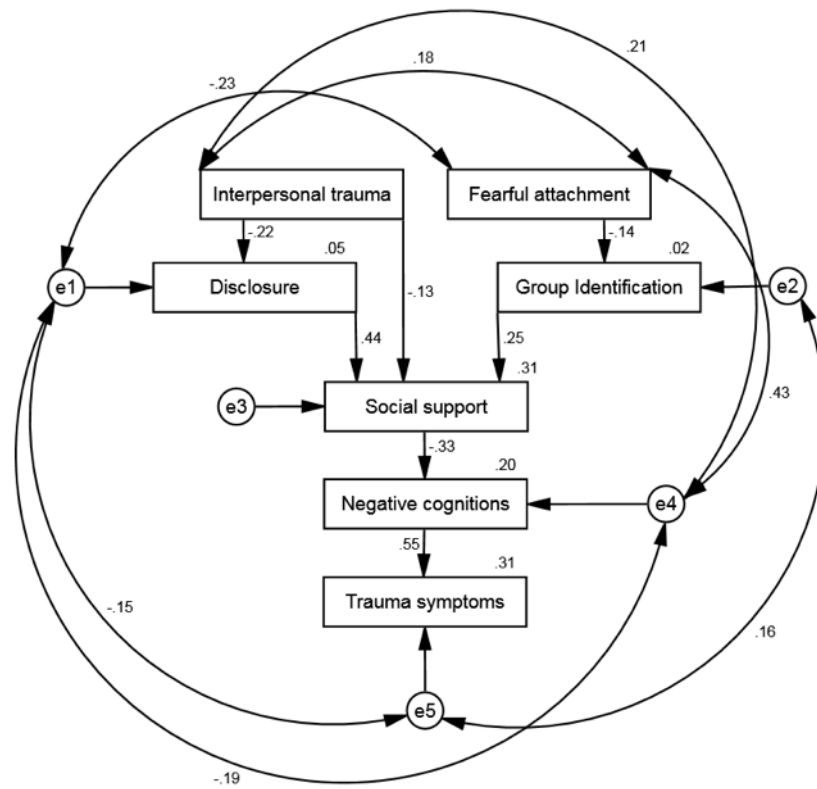 .21
.18
-.23
Interpersonal trauma
Fearful attachment
-.22
.05
-.14
.02
e1
Disclosure
Group Identification
e2
-.13
.44
.25
.31
.43
e3
Social support
-.33
.20
Negative cognitions
e4
.55
.31
Trauma symptoms
-.15
.16
e5
-.19